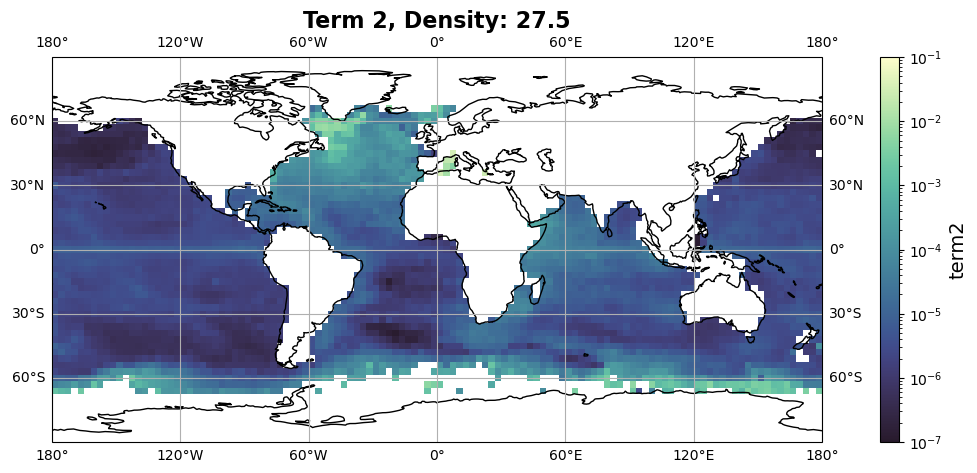 Term 2, Density: 27.5
180° 120°W 60°W 0° 60°E 120°E 180°
60°N 60°N
30°N 30°N
0° 0°
30°S 30°S
60°S 60°S
180° 120°W 60°W 0° 60°E 120°E 180°
10⁻¹
10⁻²
10⁻³
10⁻⁴
10⁻⁵
10⁻⁶
10⁻⁷
term2